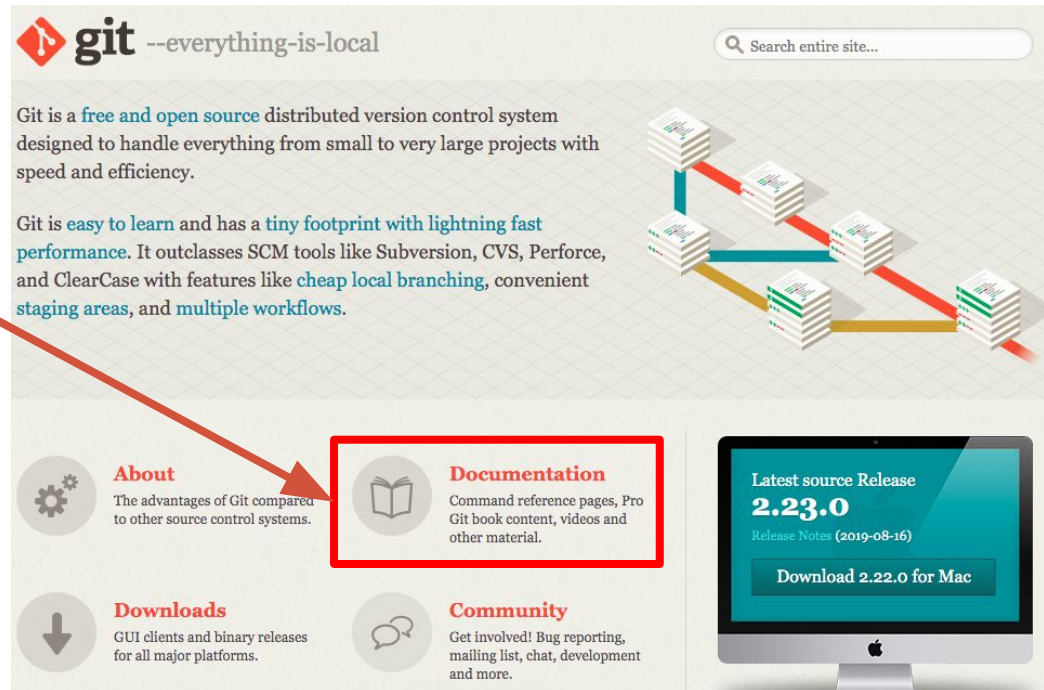 git --everything-is-local
Search entire site...
Git is a free and open source distributed version control system
designed to handle everything from small to very large projects with
speed and efficiency.
Git is easy to learn and has a tiny footprint with lightning fast
performance. It outclasses SCM tools like Subversion, CVS, Perforce,
and ClearCase with features like cheap local branching, convenient
staging areas, and multiple workflows.
About
The advantages of Git compared
to other source control systems.
Documentation
Command reference pages, Pro
Git book content, videos and
other material.
Downloads
GUI clients and binary releases
for all major platforms.
Community
Get involved! Bug reporting,
mailing list, chat, development
and more.
Latest source Release
2.23.0
Release Notes (2019-08-16)
Download 2.22.0 for Mac